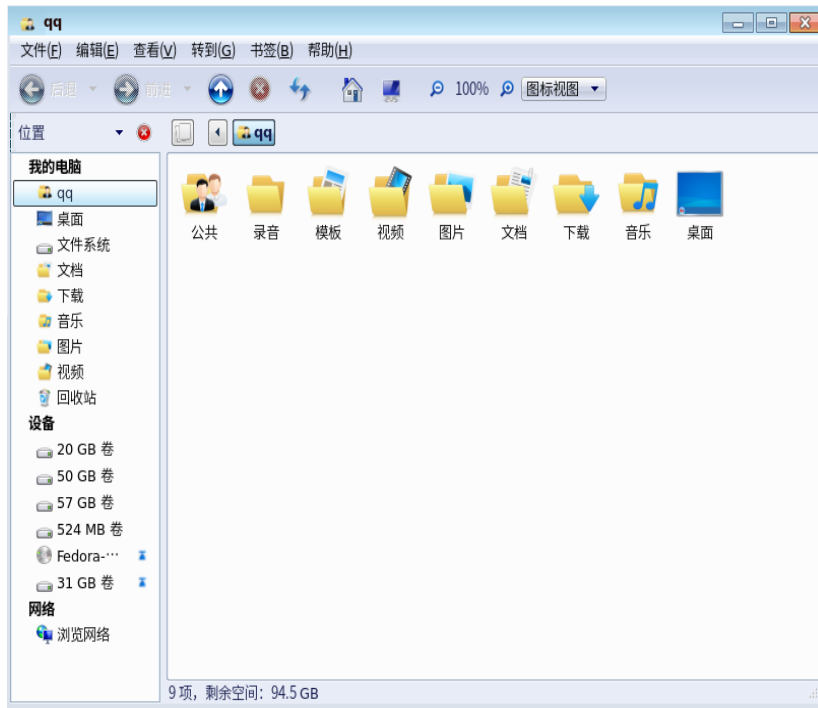 qq
文件(F) 编辑(E) 查看(V) 转到(G) 书签(B) 帮助(H)
后退 前进 100% 图标视图
位置 qq
我的电脑
qq
桌面
文件系统
文档
下载
音乐
图片
视频
回收站
设备
20 GB 卷
50 GB 卷
57 GB 卷
524 MB 卷
Fedora-···
31 GB 卷
网络
浏览网络
公共 录音 模板 视频 图片 文档 下载 音乐 桌面
9 项，剩余空间：94.5 GB